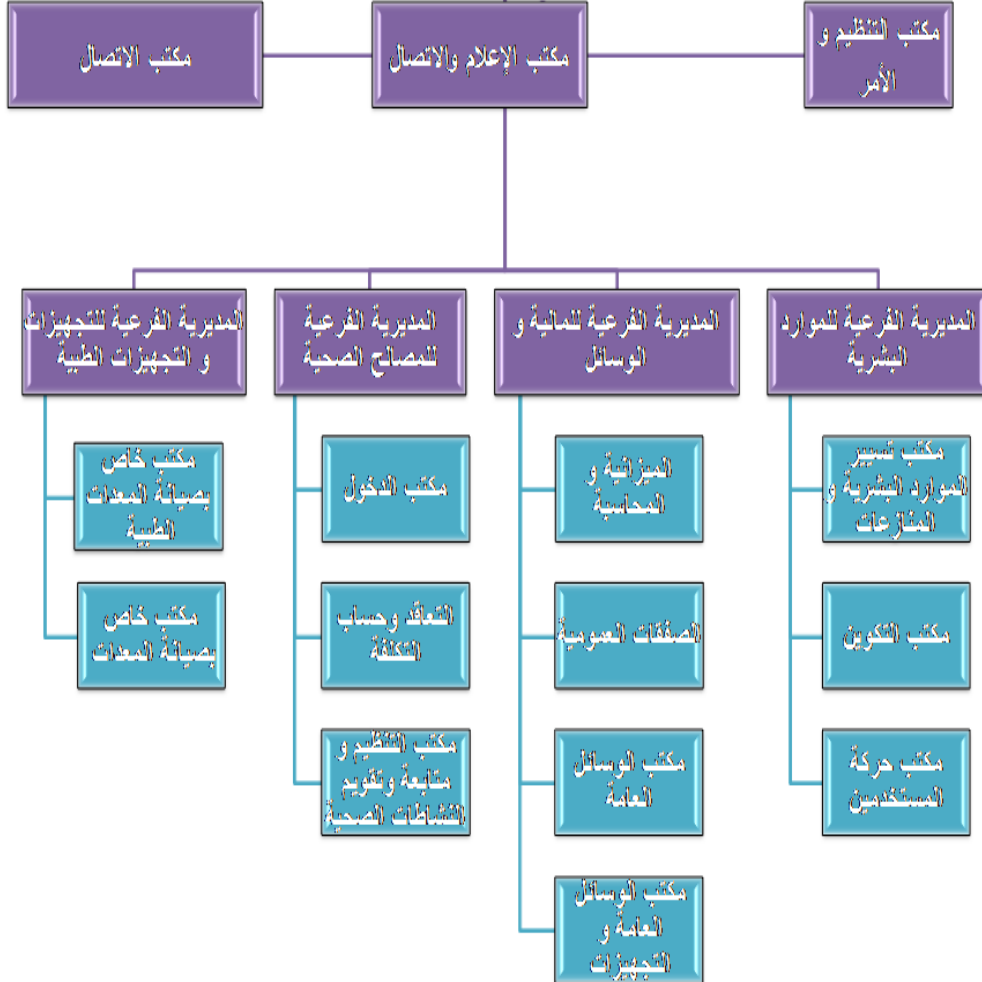 مكتب التنظيم و
الأمر
مكتب الإعلام والاتصال
مكتب الاتصال
المديرية الفرعية للموارد
البشرية
المديرية الفرعية للمالية و
الوسائل
المديرية الفرعية
للمصالح الصحية
المديرية الفرعية للتجهيزات
و التجهيزات الطبية
مكتب تسيير
الموارد البشرية و
المنازعات
مكتب التكوين
مكتب حركة
المستخدمين
الميزانية و
المحاسبة
الصفقات العمومية
مكتب الوسائل
العامة
مكتب الوسائل
العامة و
التجهيزات
مكتب الدخول
التعاقد وحساب
التكلفة
مكتب التنظيم و
متابعة وتقويم
النشاطات الصحية
مكتب خاص
بصيانة المعدات
الطبية
مكتب خاص
بصيانة المعدات